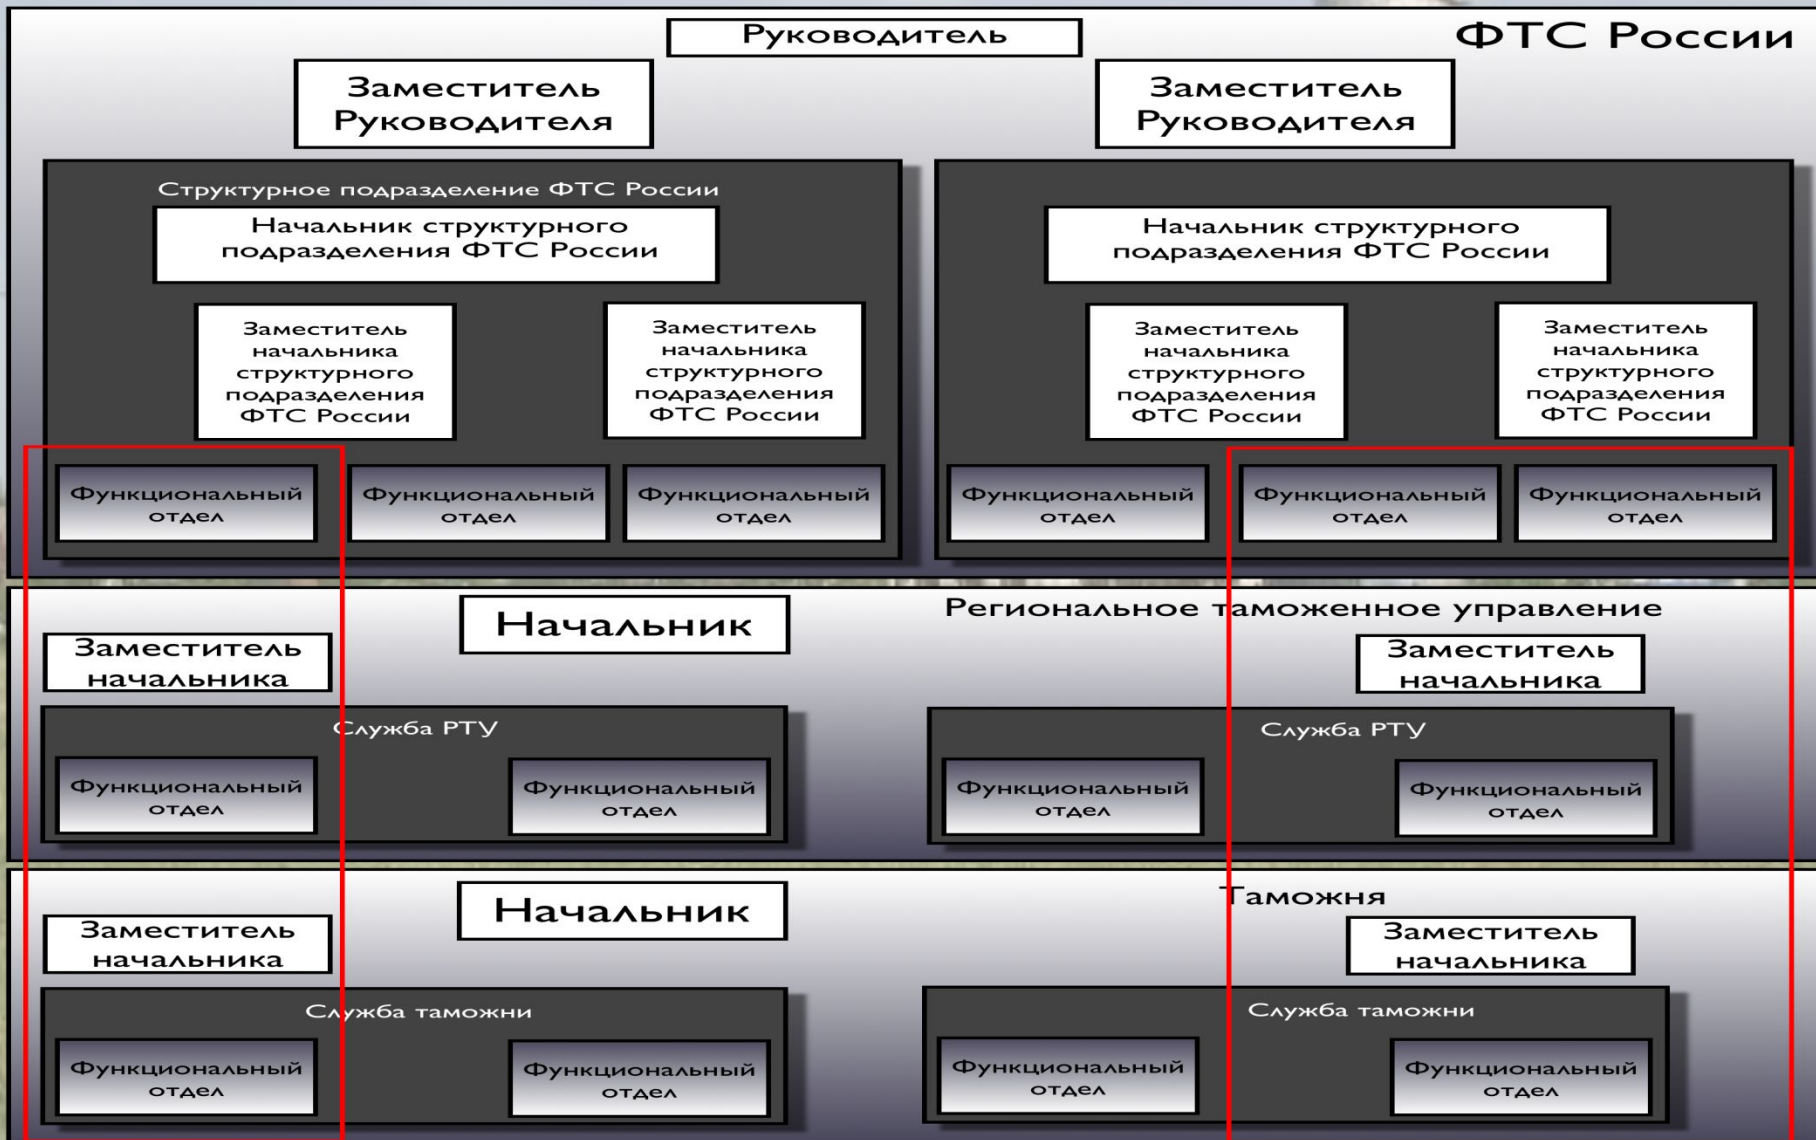 Руководитель
ФТС России
Заместитель
Руководителя
Заместитель
Руководителя
Структурное подразделение ФТС России
Начальник структурного
подразделения ФТС России
Начальник структурного
подразделения ФТС России
Заместитель
начальника
структурного
подразделения
ФТС России
Заместитель
начальника
структурного
подразделения
ФТС России
Заместитель
начальника
структурного
подразделения
ФТС России
Заместитель
начальника
структурного
подразделения
ФТС России
Функциональный
отдел
Функциональный
отдел
Функциональный
отдел
Функциональный
отдел
Функциональный
отдел
Функциональный
отдел
Начальник
Региональное таможенное управление
Заместитель
начальника
Заместитель
начальника
Служба РТУ
Служба РТУ
Функциональный
отдел
Функциональный
отдел
Функциональный
отдел
Функциональный
отдел
Начальник
Таможня
Заместитель
начальника
Заместитель
начальника
Служба таможни
Служба таможни
Функциональный
отдел
Функциональный
отдел
Функциональный
отдел
Функциональный
отдел